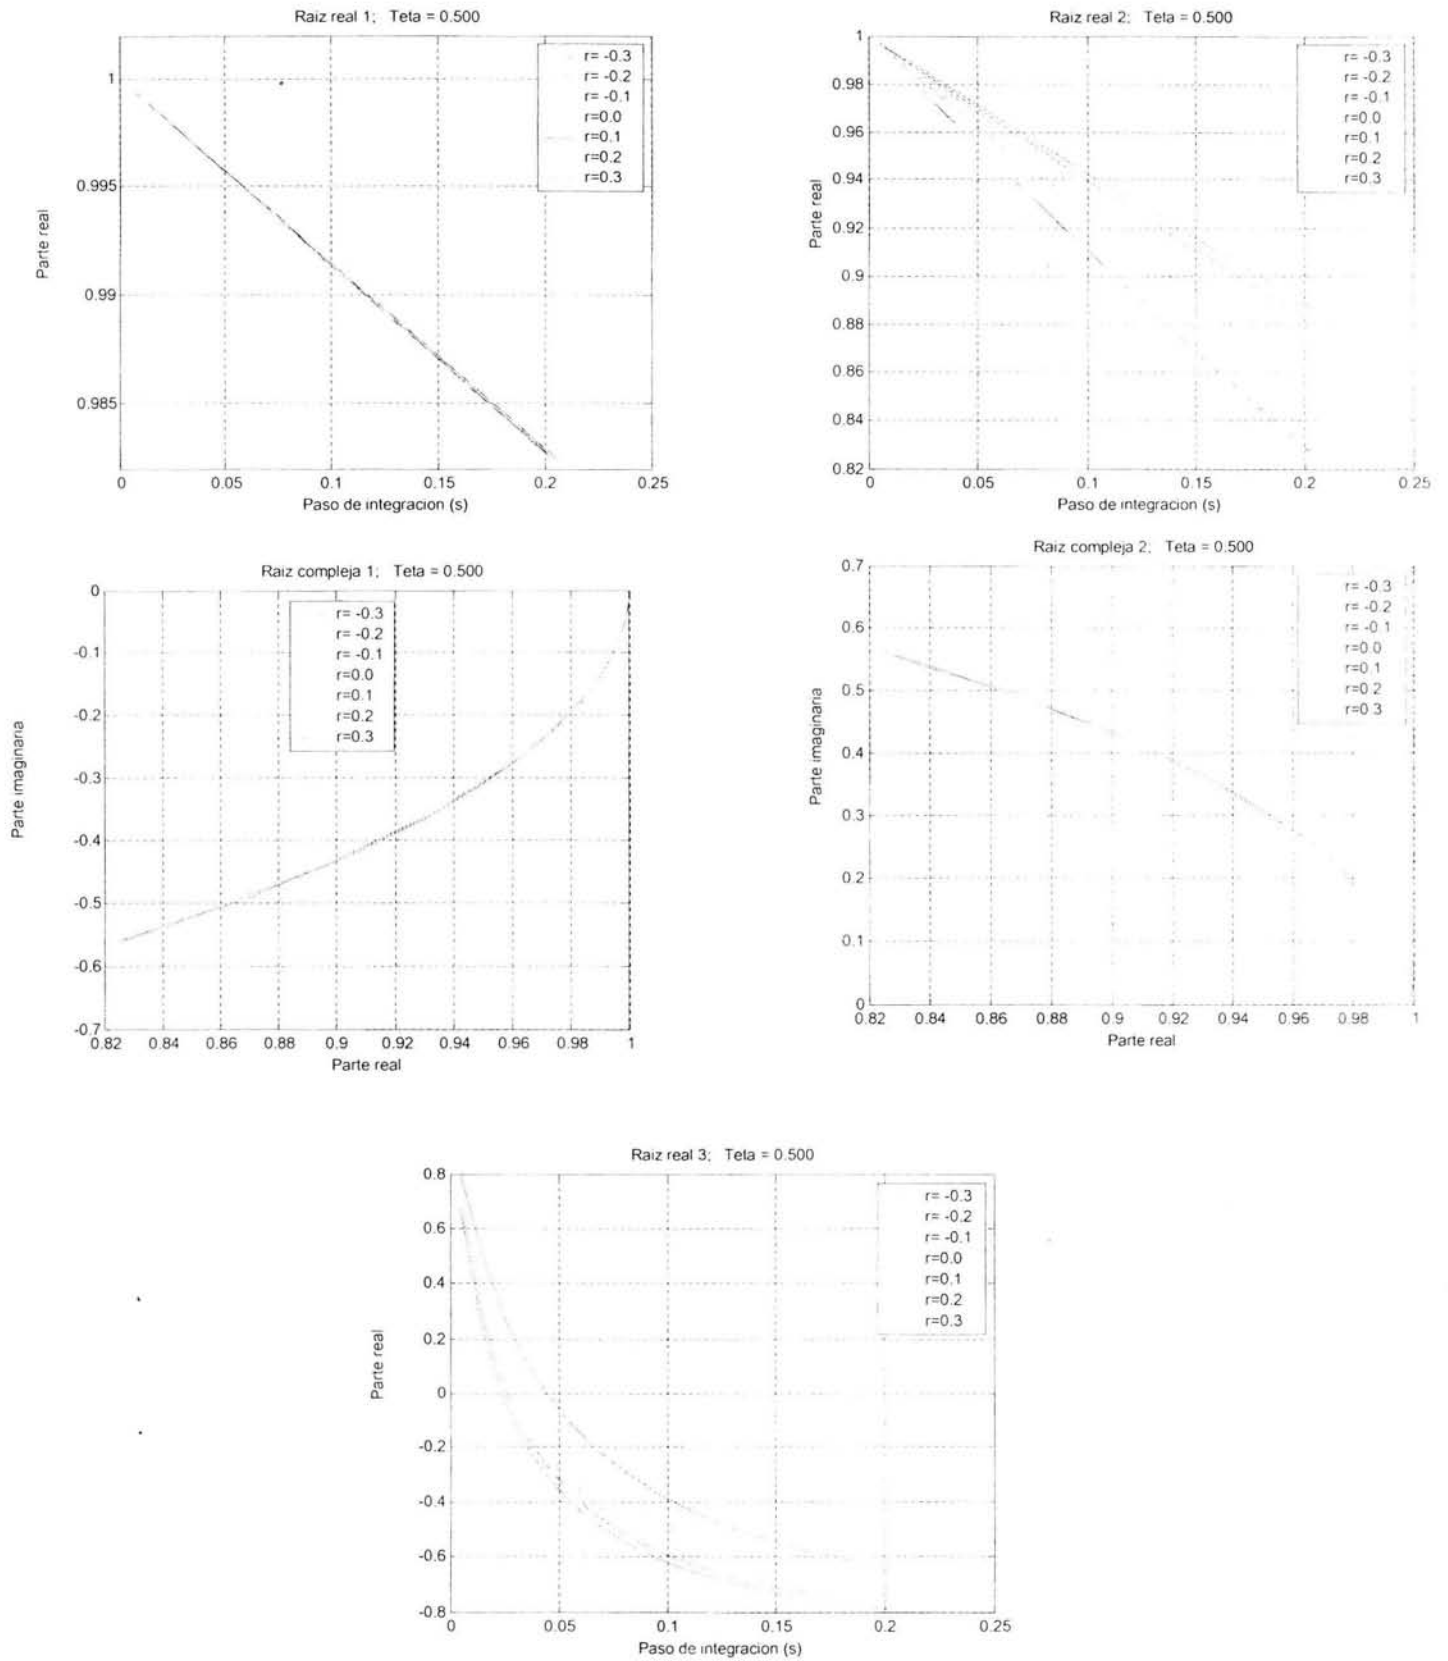 Raiz real 1; Teta = 0.500
1
0.995
0.99
0.985
0 0.05 0.1 0.15 0.2 0.25
Parte real
Paso de integracion (s)
r= -0.3
r= -0.2
r= -0.1
r=0.0
r=0.1
r=0.2
r=0.3
Raiz real 2; Teta = 0.500
1
0.98
0.96
0.94
0.92
0.9
0.88
0.86
0.84
0.82
0 0.05 0.1 0.15 0.2 0.25
Parte real
Paso de integracion (s)
r= -0.3
r= -0.2
r= -0.1
r=0.0
r=0.1
r=0.2
r=0.3
Raiz compleja 1; Teta = 0.500
0
-0.1
-0.2
-0.3
-0.4
-0.5
-0.6
-0.7
0.82 0.84 0.86 0.88 0.9 0.92 0.94 0.96 0.98 1
Parte imaginaria
Parte real
r= -0.3
r= -0.2
r= -0.1
r=0.0
r=0.1
r=0.2
r=0.3
Raiz compleja 2; Teta = 0.500
0.7
0.6
0.5
0.4
0.3
0.2
0.1
0
0.82 0.84 0.86 0.88 0.9 0.92 0.94 0.96 0.98 1
Parte imaginaria
Parte real
r= -0.3
r= -0.2
r= -0.1
r=0.0
r=0.1
r=0.2
r=0.3
Raiz real 3; Teta = 0.500
0.8
0.6
0.4
0.2
0
-0.2
-0.4
-0.6
-0.8
0 0.05 0.1 0.15 0.2 0.25
Parte real
Paso de integracion (s)
r= -0.3
r= -0.2
r= -0.1
r=0.0
r=0.1
r=0.2
r=0.3